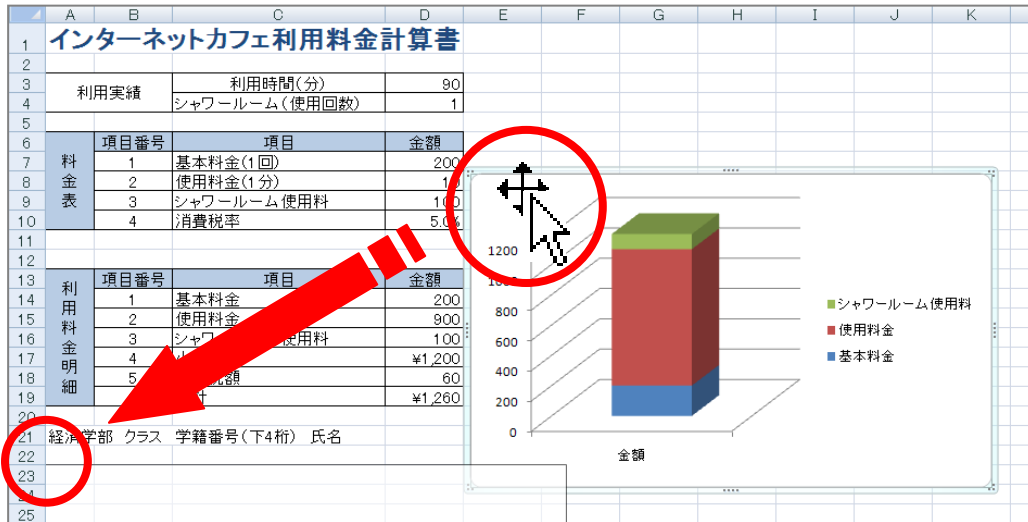 A B C D E F G H I J K
1 インターネットカフェ利用料金計算書
2
3 利用実績 利用時間(分) 90
4 シャワールーム(使用回数) 1
5
6 料金表 項目番号 項目 金額
7 1 基本料金(1回) 200
8 2 使用料金(1分)
9 3 シャワールーム使用料 100
10 4 消費税率 5.0%
11
12
13 利用料金明細 項目番号 項目 金額
14 1 基本料金 200
15 2 使用料金 900
16 3 使用料 100
17 4 ¥1,200
18 5 60
19 ¥1,260
20
21 経済学部 クラス 学籍番号(下4桁) 氏名
22
23
24
25
1200
1000
800
600
400
200
0
金額
シャワールーム使用料
使用料金
基本料金